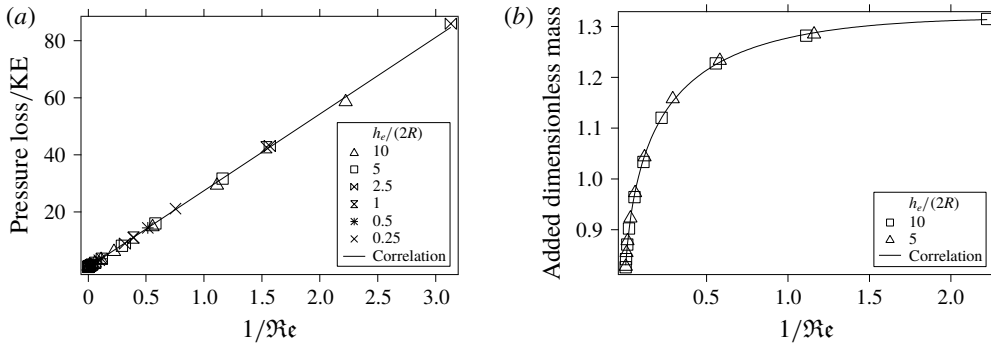 (a)
Pressure loss/KE
80
60
40
20
0
0.5
1.0
1.5
2.0
2.5
3.0
1/ℜ𝔢
h_e/(2R)
10
5
2.5
1
0.5
0.25
Correlation
(b)
Added dimensionless mass
1.3
1.2
1.1
1.0
0.9
0.5
1.0
1.5
2.0
1/ℜ𝔢
h_e/(2R)
10
5
Correlation